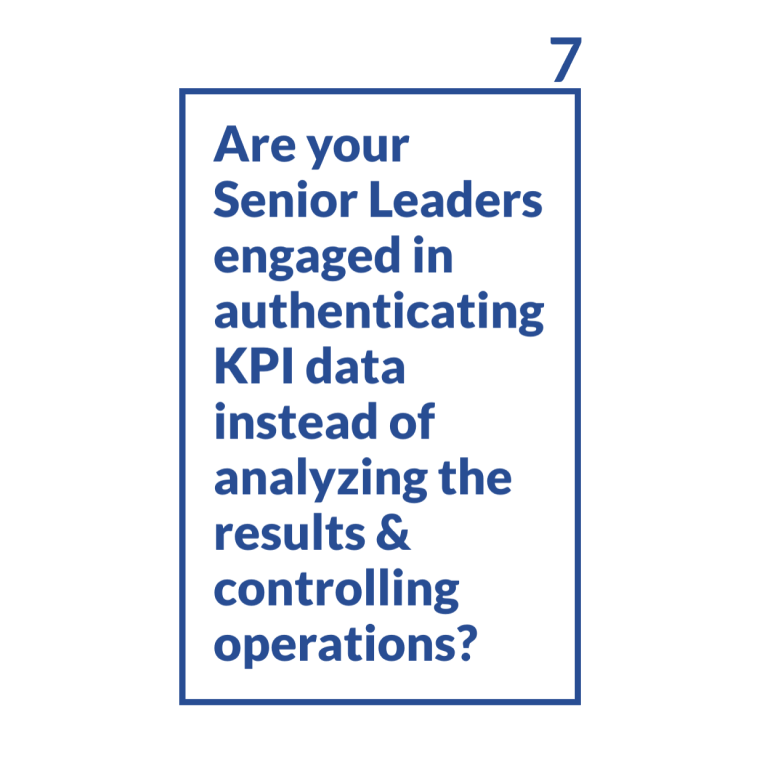 7
Are your
Senior Leaders
engaged in
authenticating
KPI data
instead of
analyzing the
results &
controlling
operations?